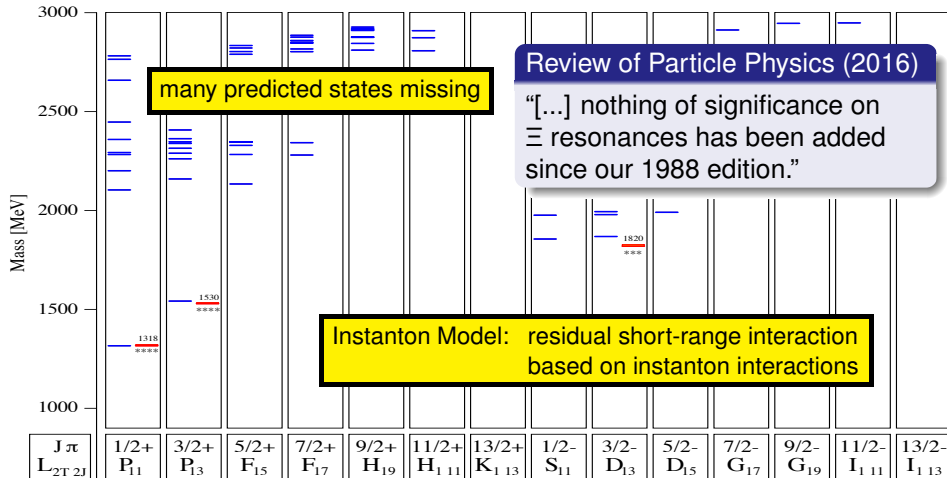 3000
many predicted states missing
Review of Particle Physics (2016)
“[...] nothing of significance on
Ξ resonances has been added
since our 1988 edition.”
2500
Mass [MeV]
2000
1820
***
1530
****
1500
Instanton Model: residual short-range interaction
based on instanton interactions
1318
****
1000
J π 1/2+ 3/2+ 5/2+ 7/2+ 9/2+ 11/2+ 13/2+ 1/2- 3/2- 5/2- 7/2- 9/2- 11/2- 13/2-
L2T 2J P11 P13 F15 F17 H19 H1 11 K1 13 S11 D13 D15 G17 G19 I1 11 I1 13